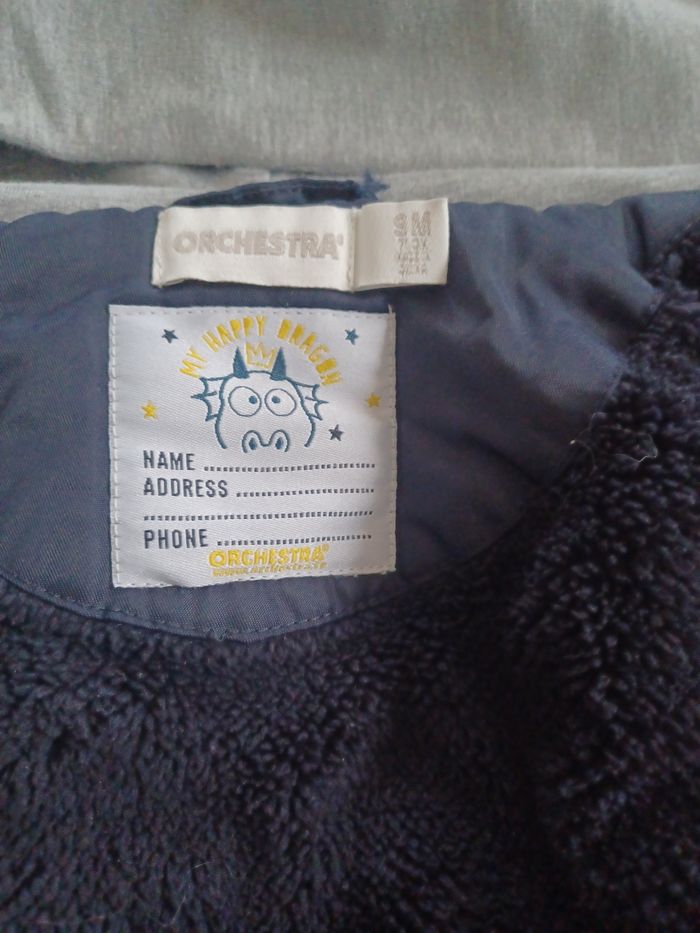 ORCHESTRA®
9M
MY HAPPY DRAGON
NAME ..............................
ADDRESS ........................
..........................................
PHONE ...........................
ORCHESTRA®